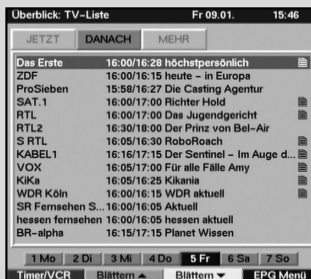 Überblick: TV-Liste Fr 09.01. 15:46
JETZT DANACH MEHR
Das Erste 16:00/16:28 höchstpersönlich
ZDF 16:00/16:15 heute - in Europa
ProSieben 15:58/16:27 Die Casting Agentur
SAT.1 16:00/17:00 Richter Hold
RTL 16:00/17:00 Das Jugendgericht
RTL2 16:30/18:00 Der Prinz von Bel-Air
S RTL 16:05/16:30 RoboRoach
KABEL1 16:16/17:15 Der Sentinel - Im Auge d...
VOX 16:05/17:00 Für alle Fälle Amy
KiKa 16:05/16:25 Kikania
WDR Köln 16:00/16:15 WDR aktuell
SR Fernsehen S... 16:00/16:05 Aktuell
hessen fernsehen 16:00/16:05 hessen aktuell
BR-alpha 16:15/17:15 Planet Wissen
1 Mo 2 Di 3 Mi 4 Do 5 Fr 6 Sa 7 So
Timer/VCR Blättern ▲ Blättern ▼ EPG Menü